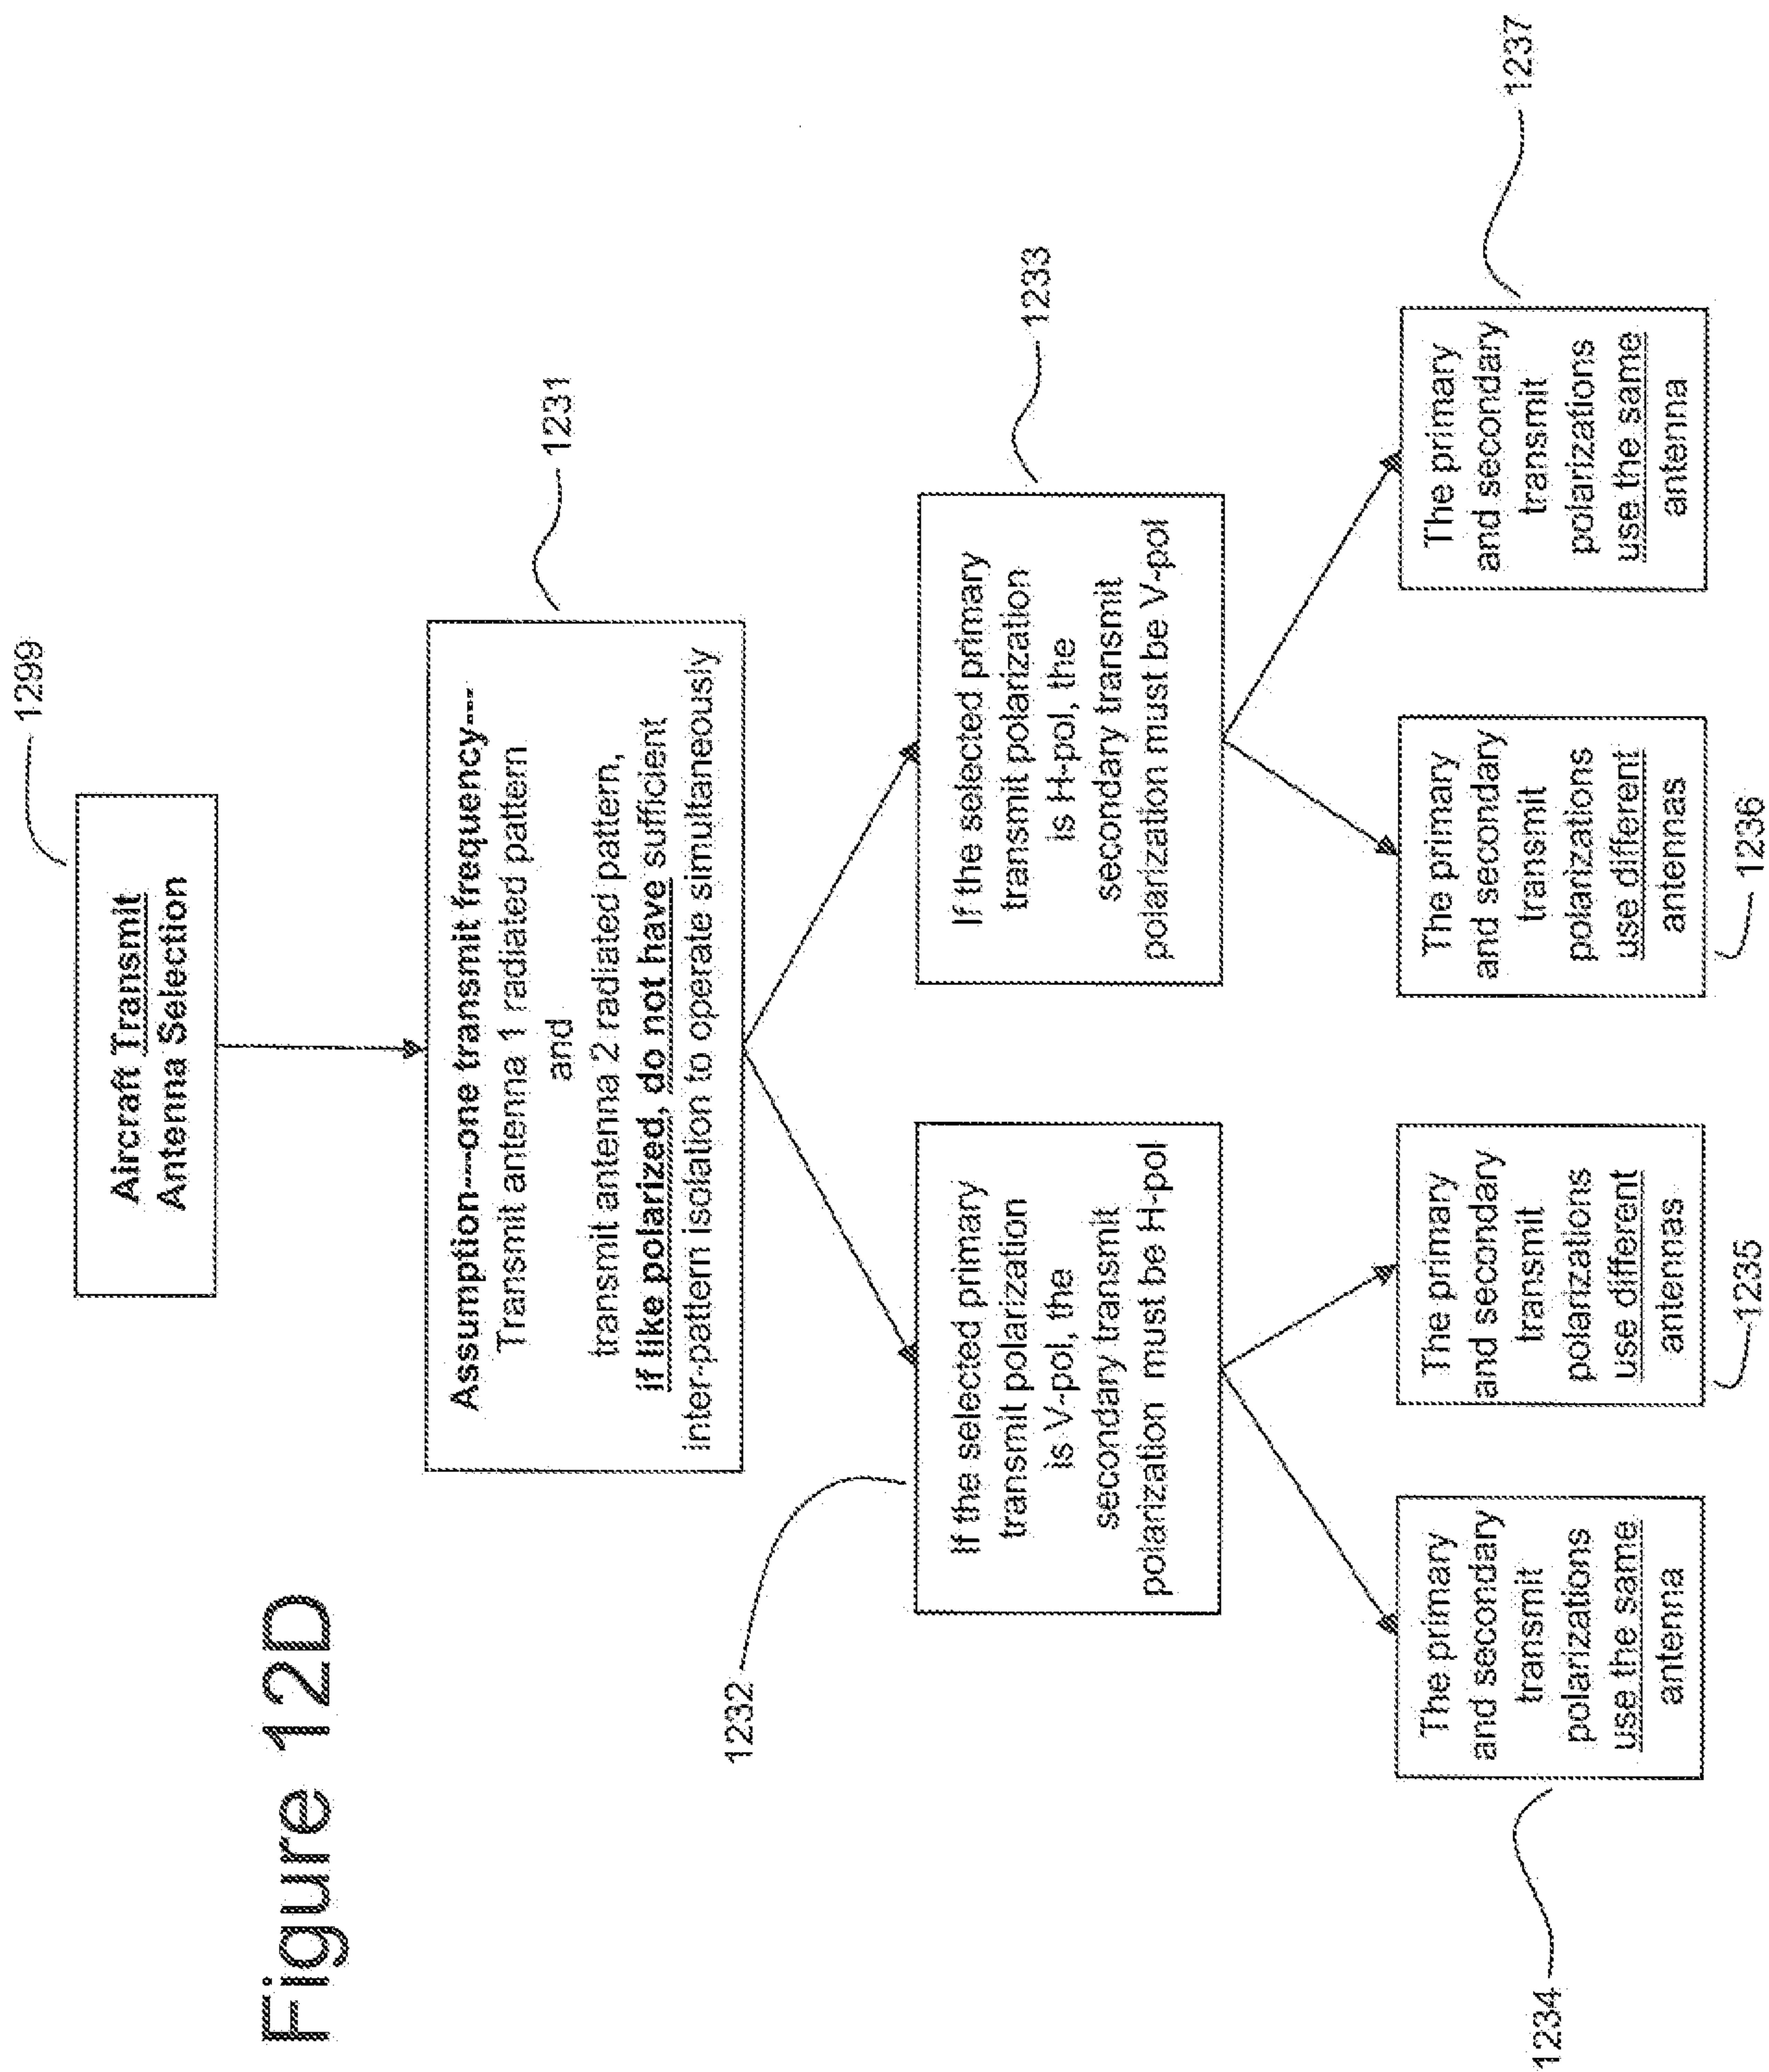 Figure 12D
1299
Aircraft Transmit
Antenna Selection
1231
Assumption---one transmit frequency---
Transmit antenna 1 radiated pattern
and
transmit antenna 2 radiated pattern,
if like polarized, do not have sufficient
inter-pattern isolation to operate simultaneously
1232
If the selected primary
transmit polarization
is V-pol, the
secondary transmit
polarization must be H-pol
1233
If the selected primary
transmit polarization
is H-pol, the
secondary transmit
polarization must be V-pol
1234
The primary
and secondary
transmit
polarizations
use the same
antenna
The primary
and secondary
transmit
polarizations
use different
antennas
1235
The primary
and secondary
transmit
polarizations
use different
antennas
1236
1237
The primary
and secondary
transmit
polarizations
use the same
antenna